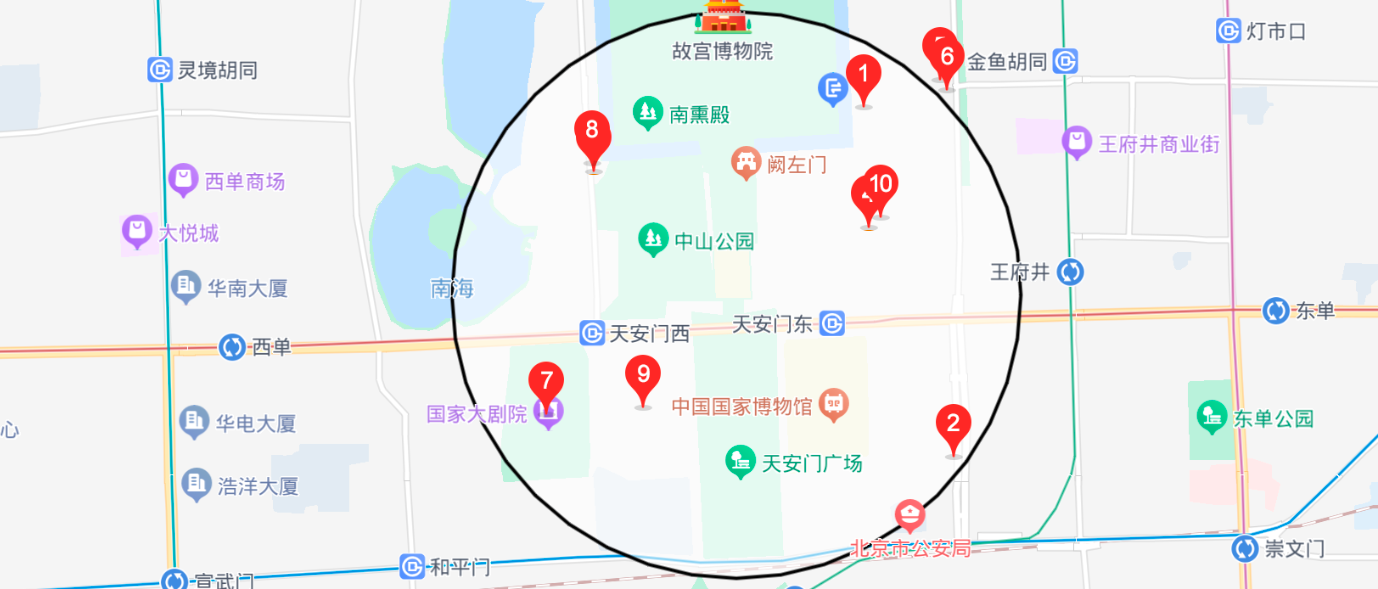 灯市口
故宫博物院
6
金鱼胡同
灵境胡同
1
南熏殿
8
王府井商业街
阙左门
西单商场
10
大悦城
中山公园
王府井
南海
华南大厦
东单
天安门东
天安门西
西单
9
7
中国国家博物馆
国家大剧院
2
东单公园
华电大厦
心
天安门广场
浩洋大厦
北京市公安局
崇文门
和平门
宣武门